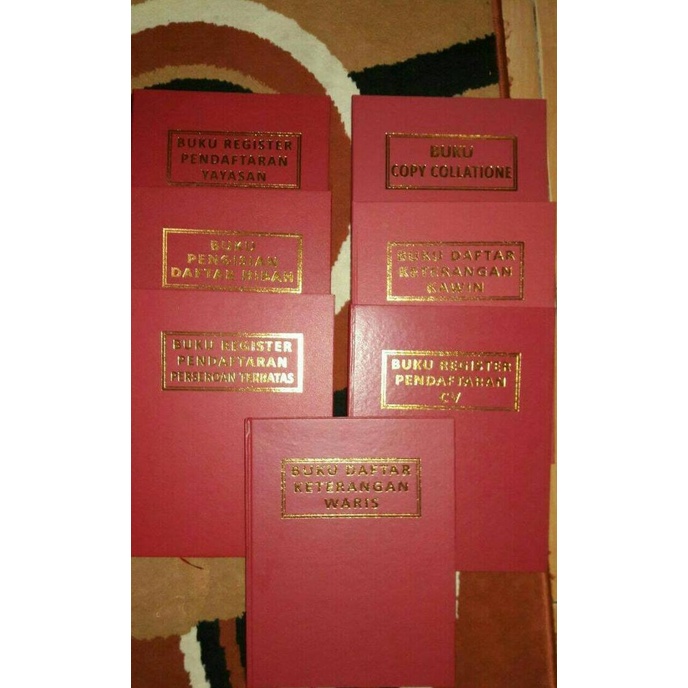 BUKU REGISTER
PENDAFTARAN
YAYASAN
BUKU
COPY COLLATIONE
BUKU
PENGISIAN
DAFTAR HIBAH
BUKU DAFTAR
KETERANGAN
KAWIN
BUKU REGISTER
PENDAFTARAN
PERSEROAN TERBATAS
BUKU REGISTER
PENDAFTARAN
CV
BUKU DAFTAR
KETERANGAN
WARIS